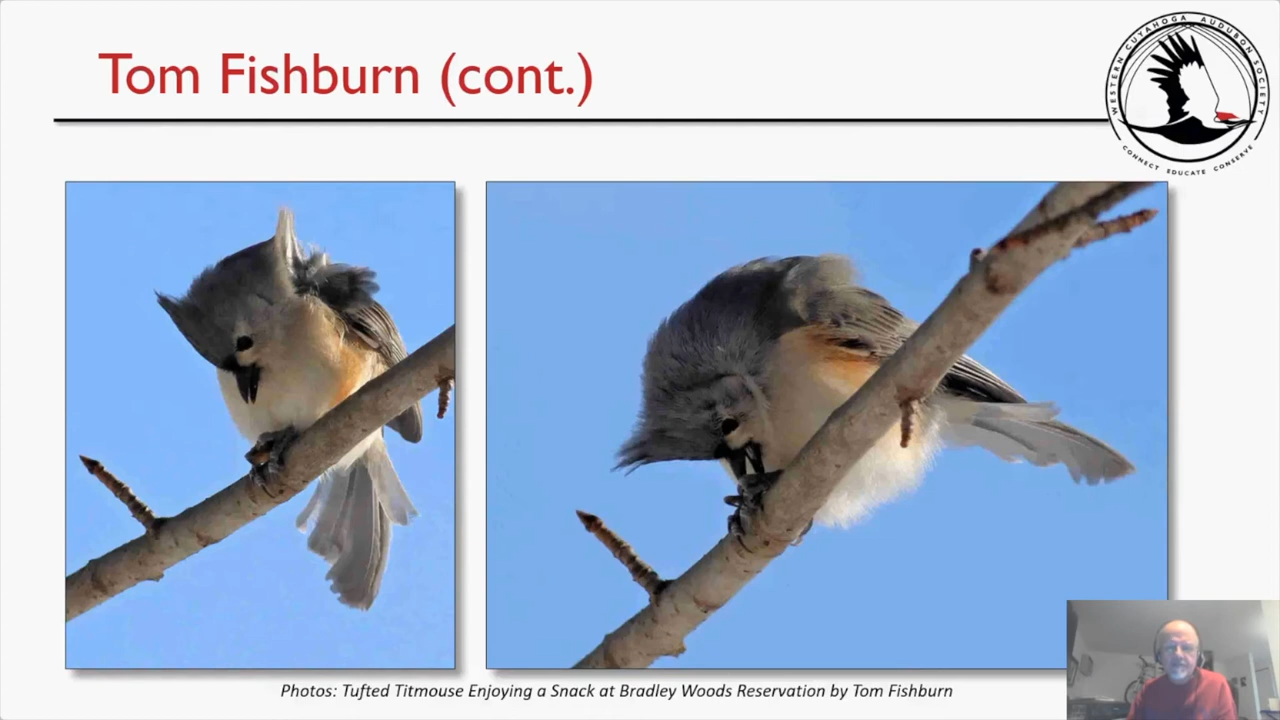 Tom Fishburn (cont.)
WESTERN CUYAHOGA AUDUBON SOCIETY
CONNECT EDUCATE CONSERVE
Photos: Tufted Titmouse Enjoying a Snack at Bradley Woods Reservation by Tom Fishburn